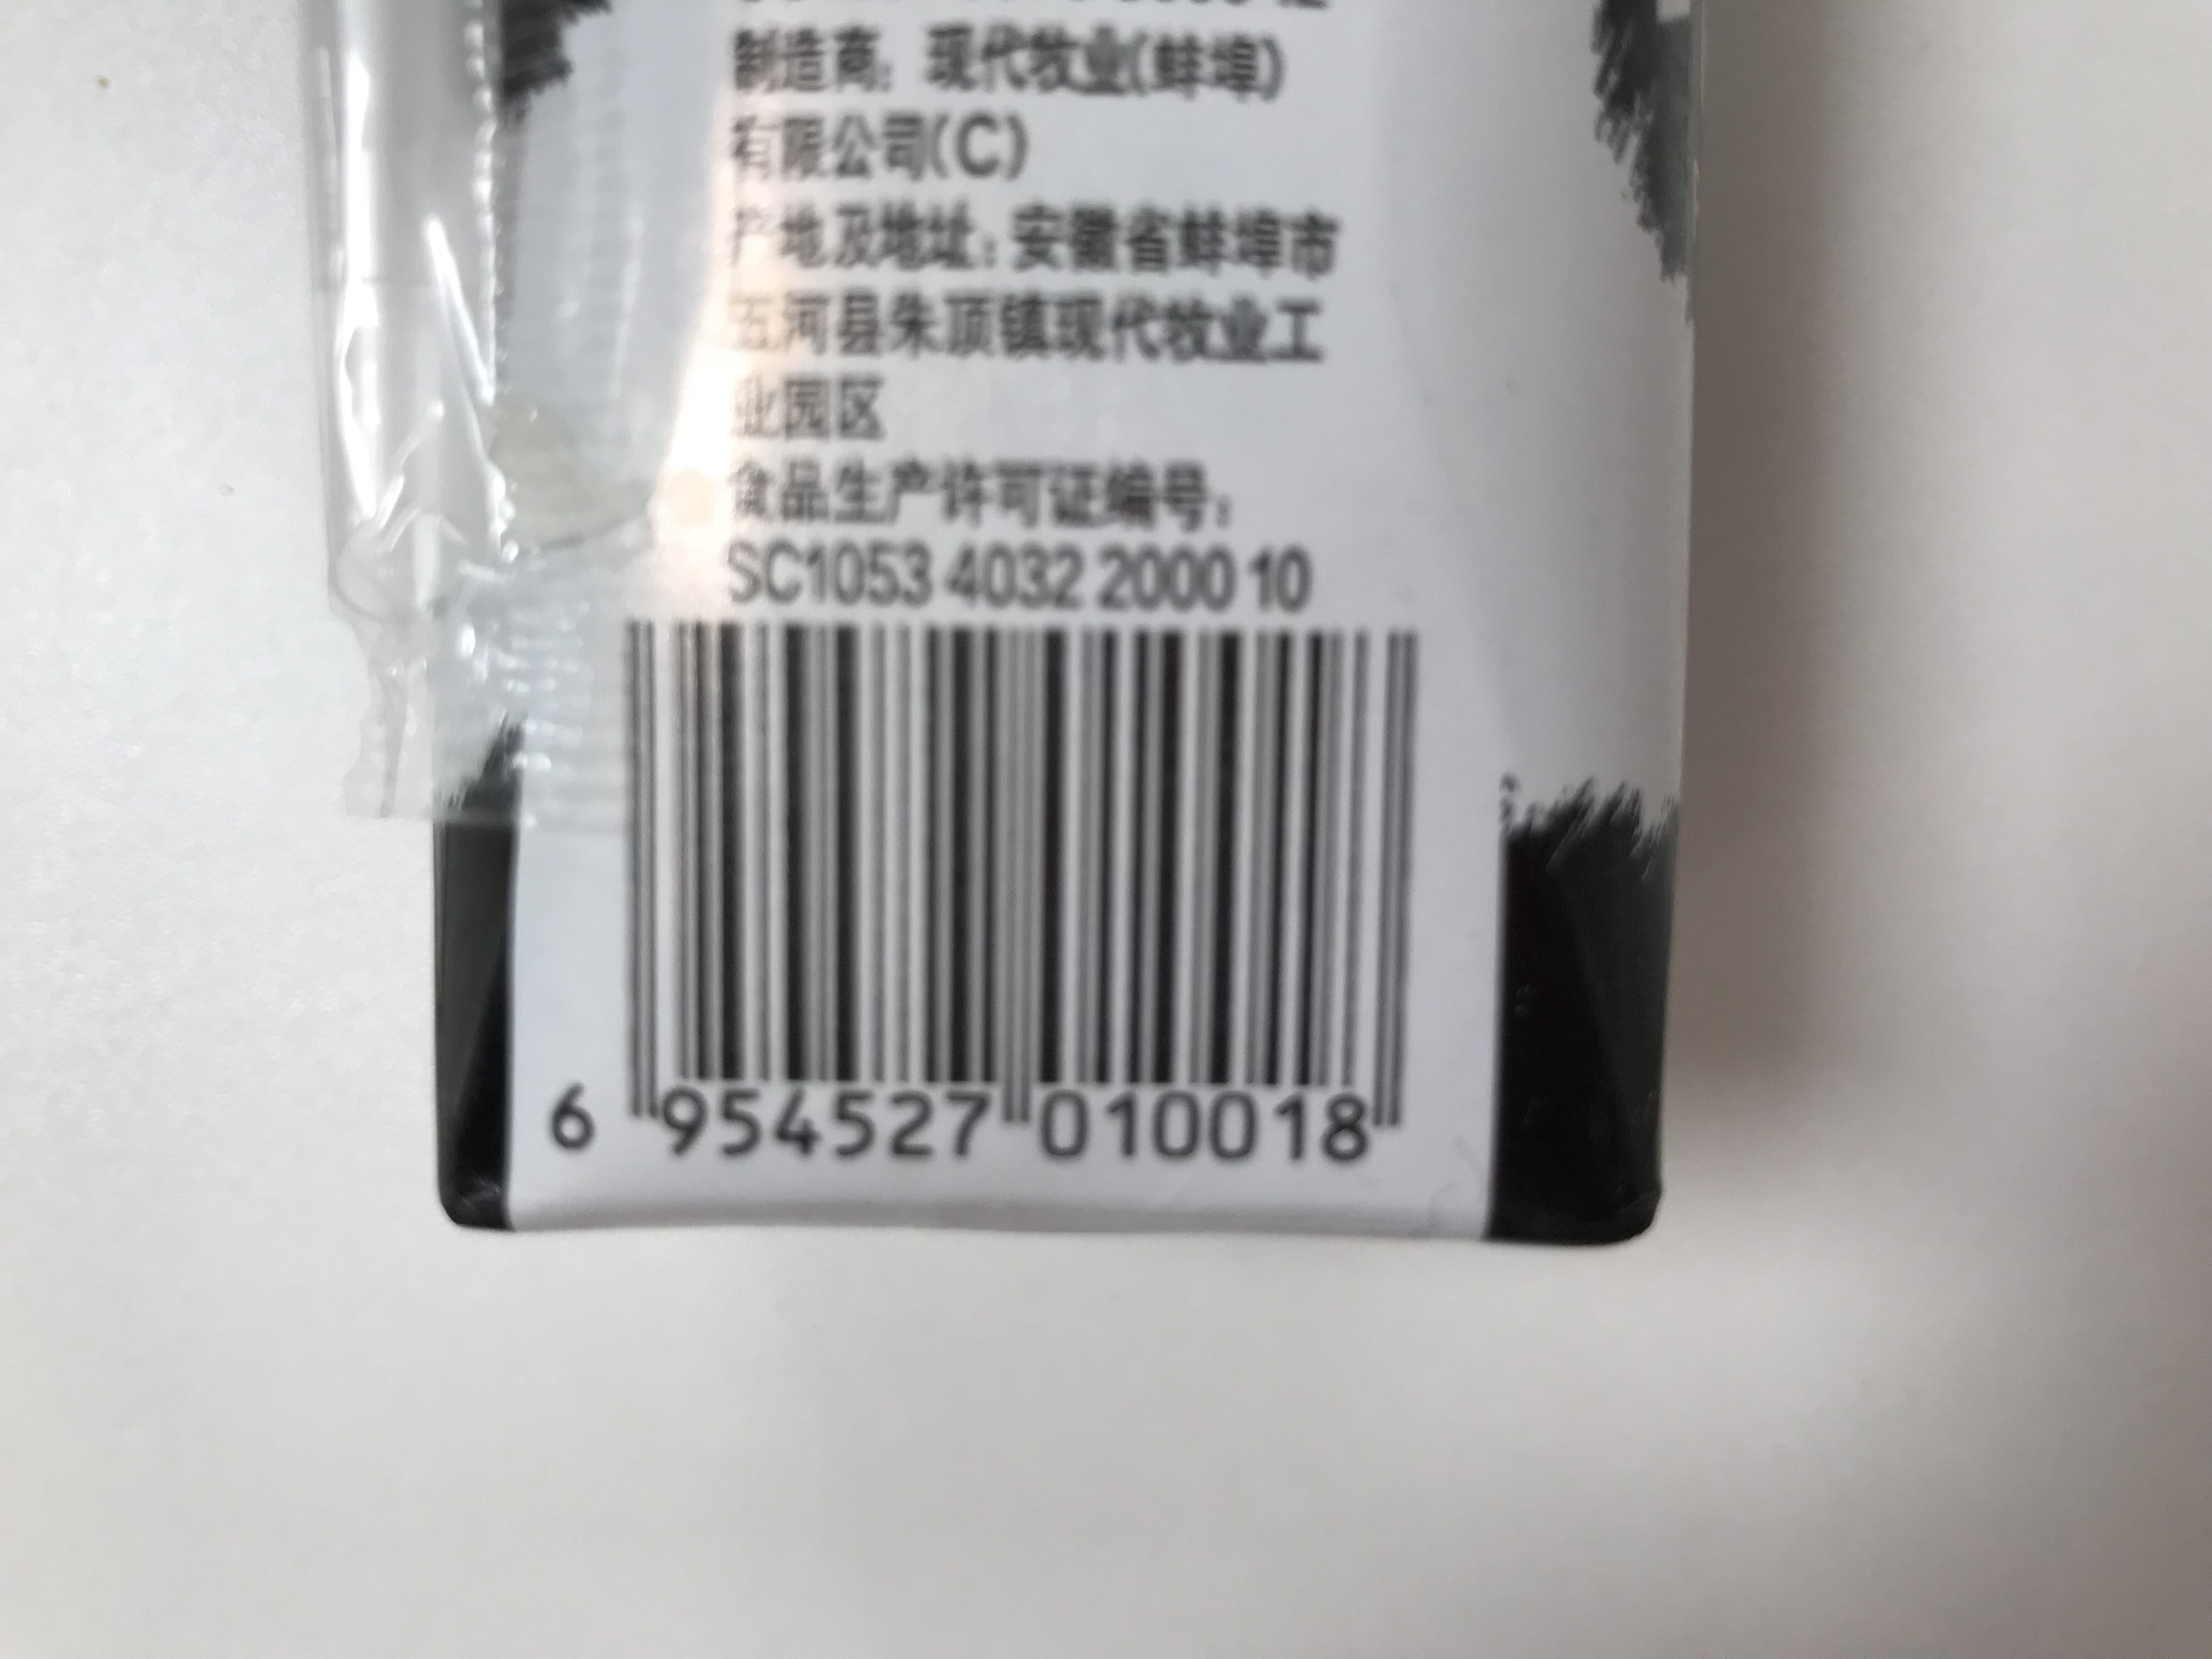 制造商：现代牧业(蚌埠)
有限公司(C)
产地及地址：安徽省蚌埠市
五河县朱顶镇现代牧业工
业园区
食品生产许可证编号：
SC1053 4032 2000 10
6 954527 010018